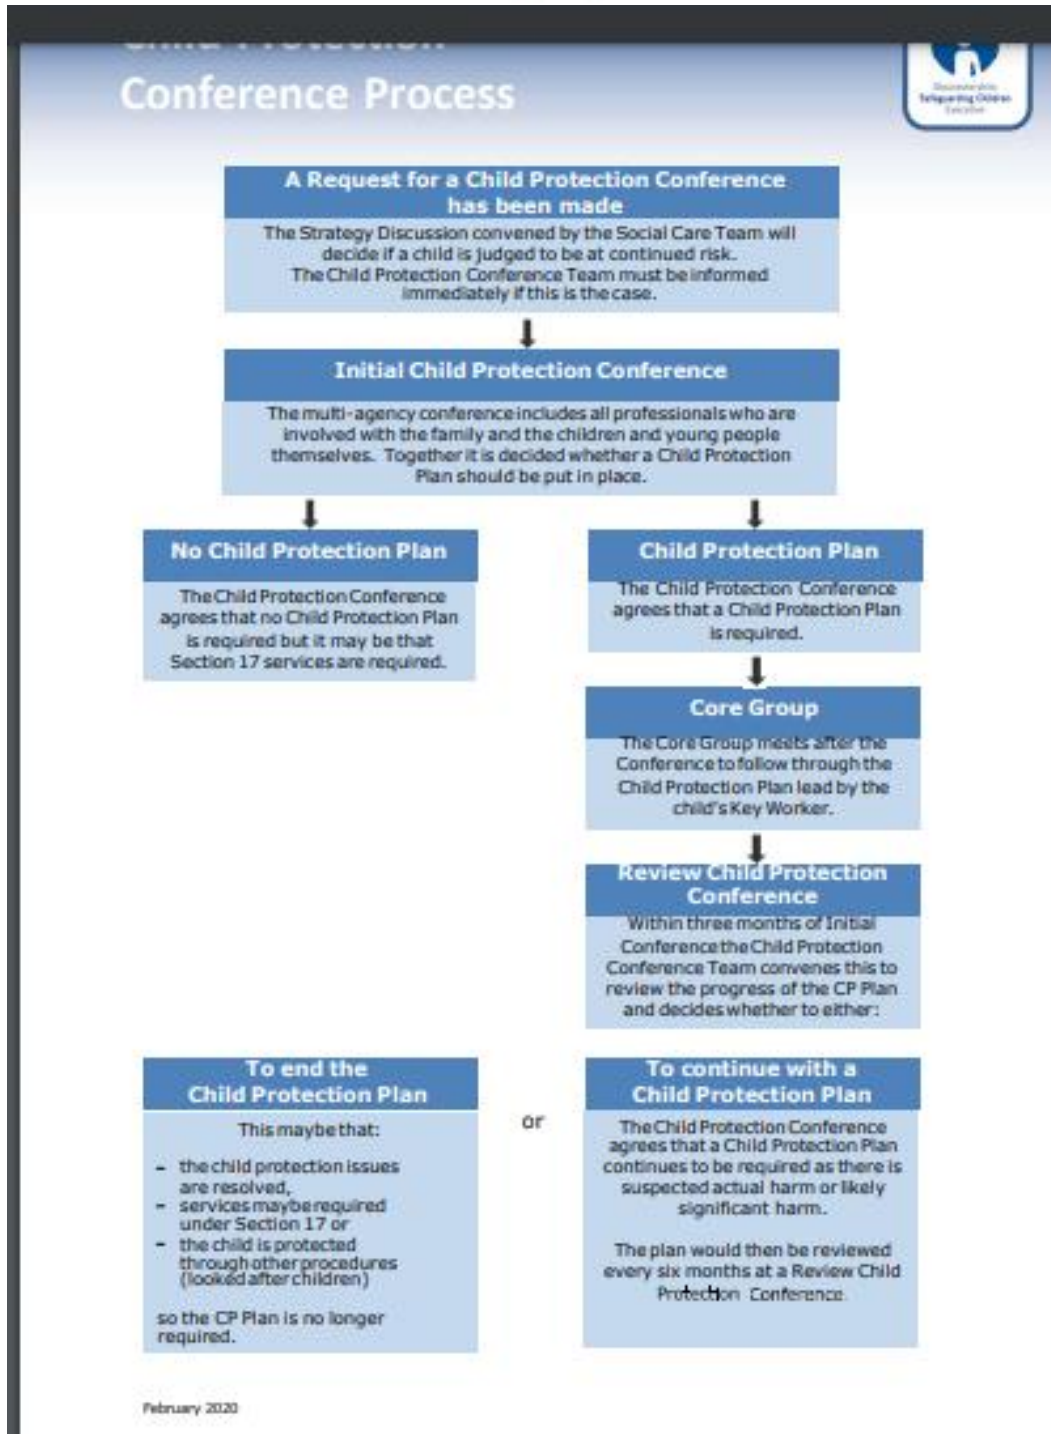 Child Protection
Conference Process
Gloucestershire
Safeguarding Children
Executive
A Request for a Child Protection Conference
has been made
The Strategy Discussion convened by the Social Care Team will
decide if a child is judged to be at continued risk.
The Child Protection Conference Team must be informed
immediately if this is the case.
Initial Child Protection Conference
The multi-agency conference includes all professionals who are
involved with the family and the children and young people
themselves. Together it is decided whether a Child Protection
Plan should be put in place.
No Child Protection Plan
The Child Protection Conference
agrees that no Child Protection Plan
is required but it may be that
Section 17 services are required.
Child Protection Plan
The Child Protection Conference
agrees that a Child Protection Plan
is required.
Core Group
The Core Group meets after the
Conference to follow through the
Child Protection Plan lead by the
child's Key Worker.
Review Child Protection
Conference
Within three months of Initial
Conference the Child Protection
Conference Team convenes this to
review the progress of the CP Plan
and decides whether to either:
To end the
Child Protection Plan
This maybe that:
- the child protection issues
are resolved,
- services maybe required
under Section 17 or
- the child is protected
through other procedures
(looked after children)
so the CP Plan is no longer
required.
or
To continue with a
Child Protection Plan
The Child Protection Conference
agrees that a Child Protection Plan
continues to be required as there is
suspected actual harm or likely
significant harm.
The plan would then be reviewed
every six months at a Review Child
Protection Conference.
February 2020